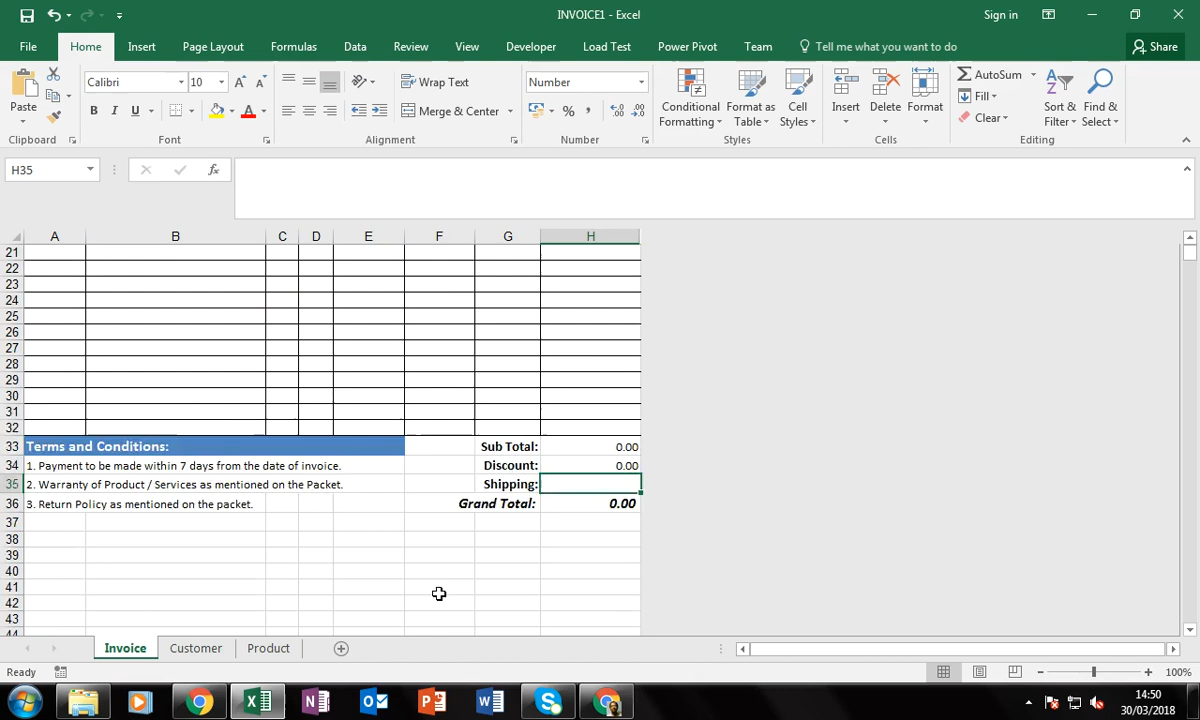 INVOICE1 - Excel
Sign in
File Home Insert Page Layout Formulas Data Review View Developer Load Test Power Pivot Team Tell me what you want to do Share
Paste
Calibri 10
B I U
Wrap Text
Merge & Center
Number
Conditional Formatting
Format as Table
Cell Styles
Insert
Delete
Format
AutoSum
Fill
Clear
Sort & Filter
Find & Select
Clipboard Font Alignment Number Styles Cells Editing
H35 fx
A B C D E F G H
21
22
23
24
25
26
27
28
29
30
31
32
33 Terms and Conditions: Sub Total: 0.00
34 1. Payment to be made within 7 days from the date of invoice. Discount: 0.00
35 2. Warranty of Product / Services as mentioned on the Packet. Shipping:
36 3. Return Policy as mentioned on the packet. Grand Total: 0.00
37
38
39
40
41
42
43
44
Invoice Customer Product
Ready 100%
14:50
30/03/2018